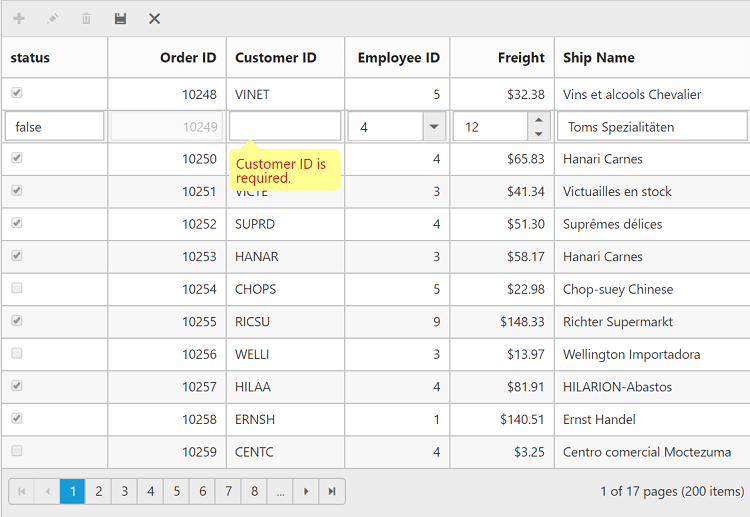 status Order ID Customer ID Employee ID Freight Ship Name
10248 VINET 5 $32.38 Vins et alcools Chevalier
false 10249 4 12 Toms Spezialitäten
10250 4 $65.83 Hanari Carnes
Customer ID is
required.
10251 VICTE 3 $41.34 Victuailles en stock
10252 SUPRD 4 $51.30 Suprêmes délices
10253 HANAR 3 $58.17 Hanari Carnes
10254 CHOPS 5 $22.98 Chop-suey Chinese
10255 RICSU 9 $148.33 Richter Supermarkt
10256 WELLI 3 $13.97 Wellington Importadora
10257 HILAA 4 $81.91 HILARION-Abastos
10258 ERNSH 1 $140.51 Ernst Handel
10259 CENTC 4 $3.25 Centro comercial Moctezuma
1 2 3 4 5 6 7 8 ... 1 of 17 pages (200 items)